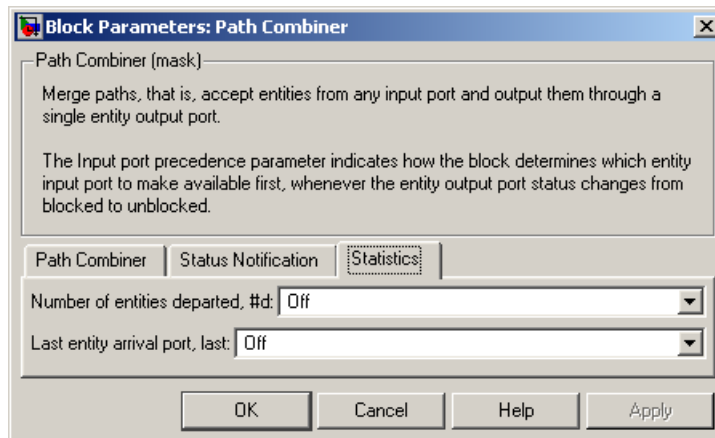 Block Parameters: Path Combiner
Path Combiner (mask)
Merge paths, that is, accept entities from any input port and output them through a
single entity output port.
The Input port precedence parameter indicates how the block determines which entity
input port to make available first, whenever the entity output port status changes from
blocked to unblocked.
Path Combiner Status Notification Statistics
Number of entities departed, #d: Off
Last entity arrival port, last: Off
OK Cancel Help Apply